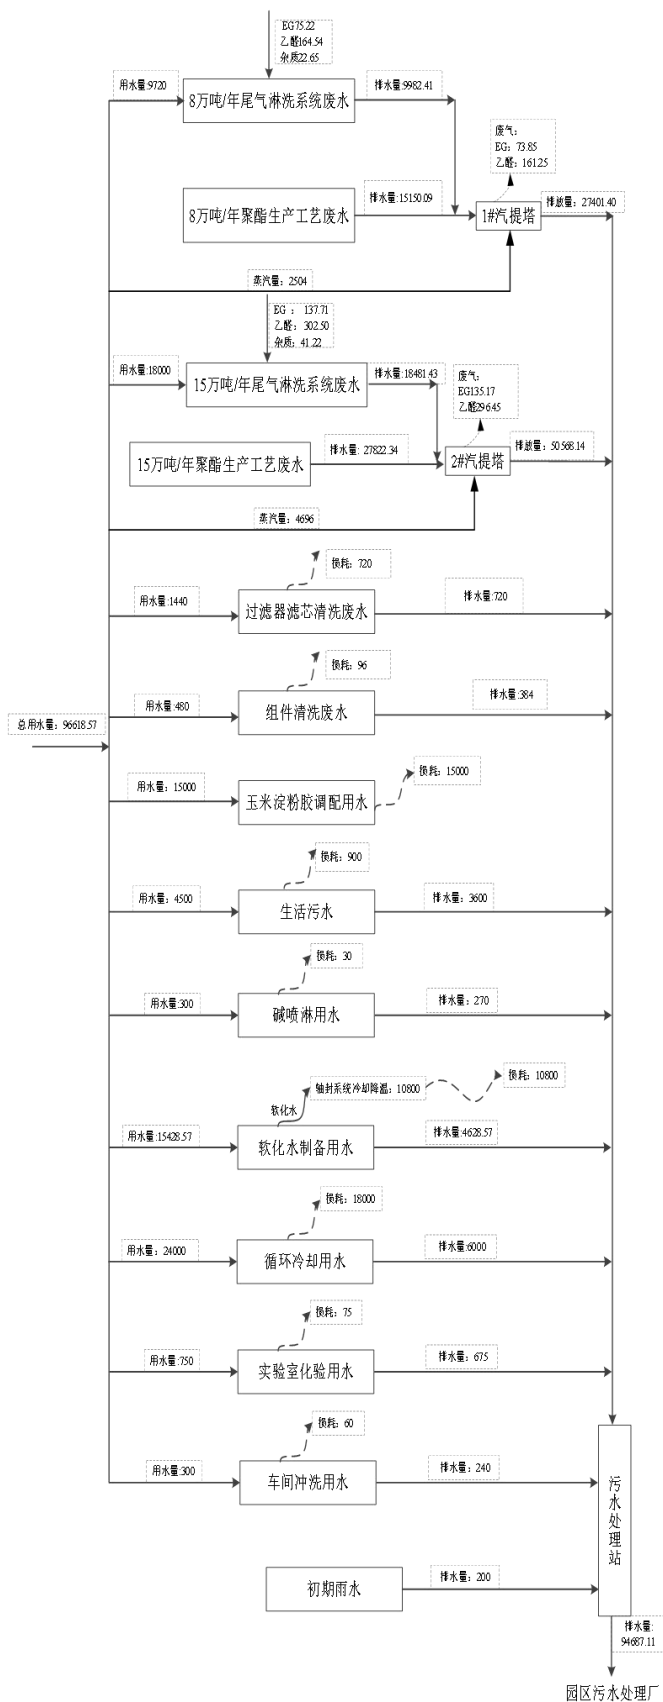 EG75.22
乙醛164.54
杂质22.65
用水量:9720
8万吨/年尾气淋洗系统废水
排水量:9982.41
废气:
EG: 73.85
乙醛: 161.25
8万吨/年聚酯生产工艺废水
排水量:15150.09
1#汽提塔
排放量: 27401.40
蒸汽量: 2504
EG : 137.71
乙醛: 302.50
杂质: 41.22
用水量:18000
15万吨/年尾气淋洗系统废水
排水量:18481.43
废气:
EG135.17
乙醛296.45
15万吨/年聚酯生产工艺废水
排水量: 27822.34
2#汽提塔
排放量: 50568.14
蒸汽量: 4696
损耗: 720
用水量:1440
过滤器滤芯清洗废水
排水量:720
损耗: 96
用水量:480
组件清洗废水
排水量:384
总用水量: 96618.57
用水量: 15000
玉米淀粉胶调配用水
损耗: 15000
损耗: 900
用水量: 4500
生活污水
排水量: 3600
损耗: 30
用水量:300
碱喷淋用水
排水量: 270
软化水
轴封系统冷却降温: 10800
损耗: 10800
用水量:15428.57
软化水制备用水
排水量:4628.57
损耗: 18000
用水量: 24000
循环冷却用水
排水量:6000
损耗: 75
用水量:750
实验室化验用水
排水量: 675
损耗: 60
用水量:300
车间冲洗用水
排水量: 240
污水处理站
初期雨水
排水量: 200
排水量:
94687.11
园区污水处理厂